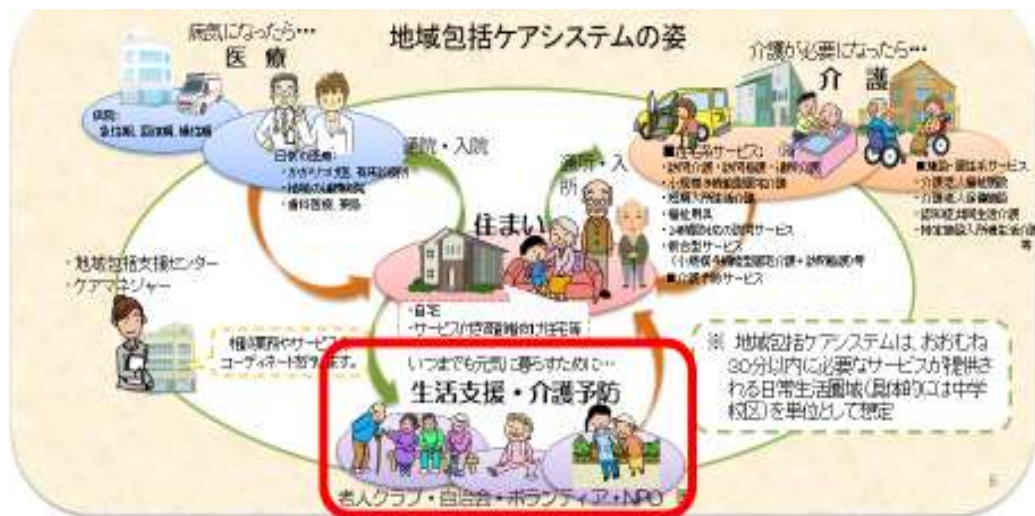 地域包括ケアシステムの姿
病気になったら･･･
医 療
病院:
急性期、回復期、慢性期
日常の医療:
・かかりつけ医、有床診療所
・地域の連携病院
・歯科医療、薬局
通院・入院
介護が必要になったら･･･
介 護
通所・入所
■在宅系サービス:
・訪問介護・訪問看護・通所介護
・小規模多機能型居宅介護
・短期入所生活介護
・福祉用具
・24時間対応の訪問サービス
・複合型サービス
(小規模多機能型居宅介護+訪問看護)等
■介護予防サービス
■施設・居住系サービス
・介護老人福祉施設
・介護老人保健施設
・認知症共同生活介護
・特定施設入所者生活介護
等
住まい
・自宅
・サービス付き高齢者向け住宅等
・地域包括支援センター
・ケアマネジャー
相談業務やサービスの
コーディネートを行います。
いつまでも元気に暮らすために･･･
生活支援・介護予防
老人クラブ・自治会・ボランティア・NPO 等
※ 地域包括ケアシステムは、おおむね
30分以内に必要なサービスが提供さ
れる日常生活圏域(具体的には中学
校区)を単位として想定